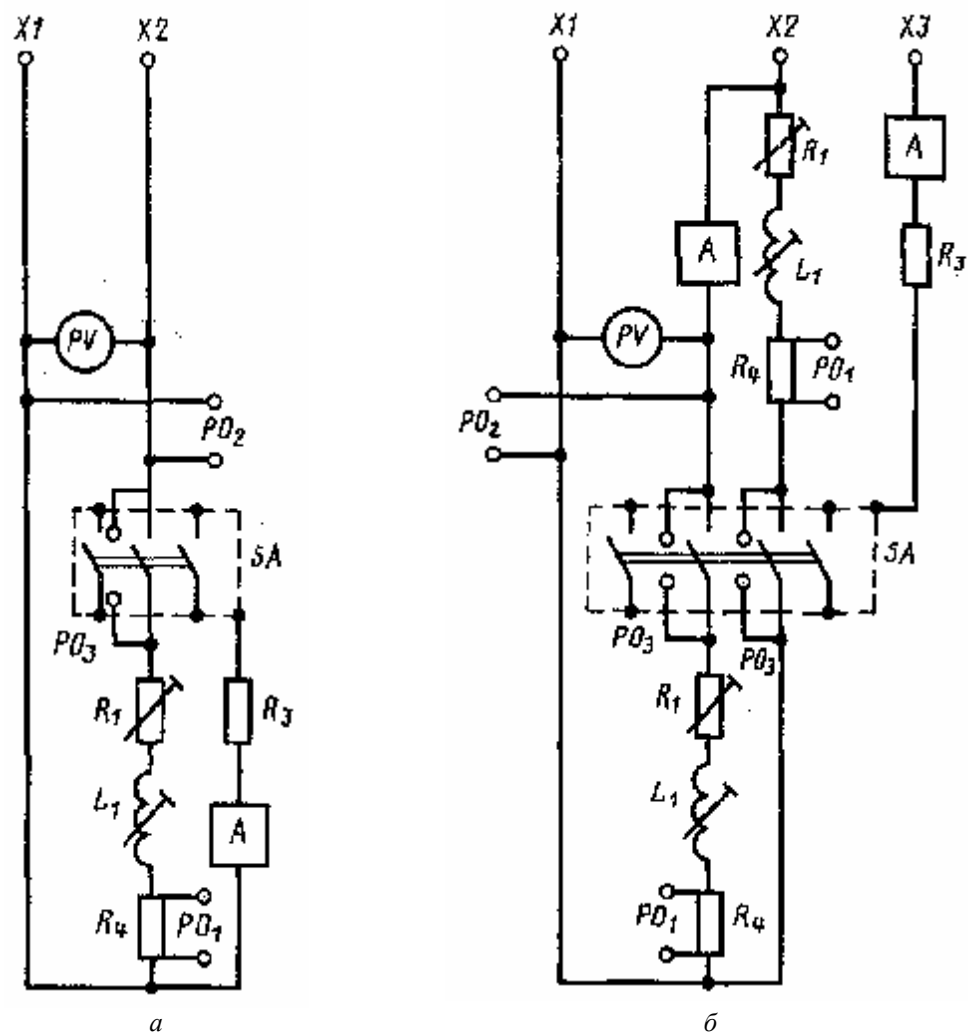 X1 X2
PV
PO2
SA
PO3
R1 R3
L1
A
R4 PO1
а
X1 X2 X3
R1 A
A L1 R3
PV R4 PO1
PO2
SA
PO3 PO3
R1
L1
PO1 R4
б